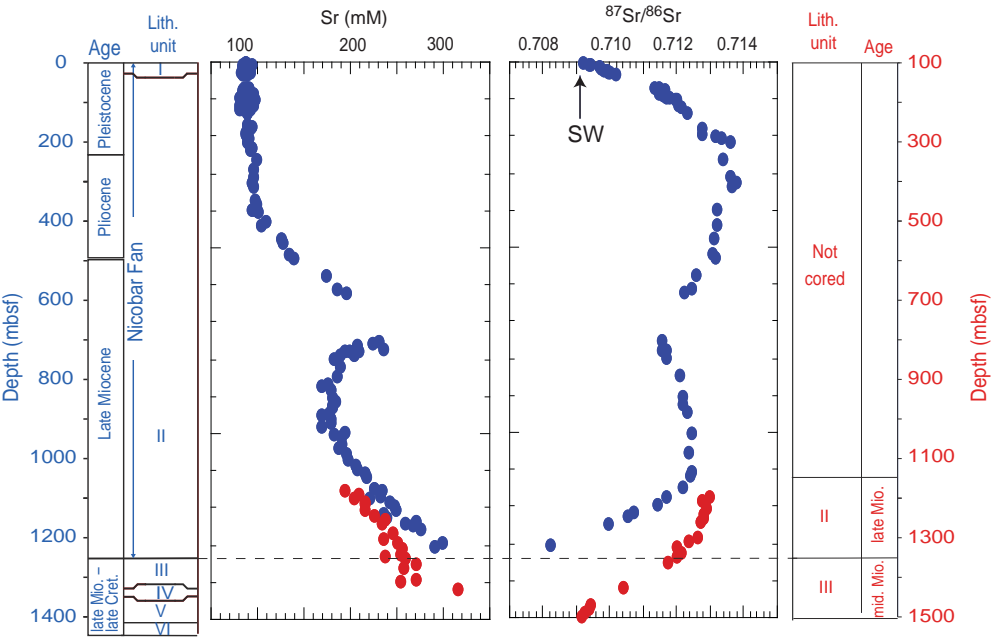 Sr (mM)
87Sr/86Sr
Lith.
unit
Age
Lith.
unit
Age
100
200
300
0.708
0.710
0.712
0.714
0
200
400
600
800
1000
1200
1400
Depth (mbsf)
Pleistocene
Pliocene
Late Miocene
late Mio. –
late Cret.
Nicobar Fan
I
II
III
IV
V
VI
SW
Not
cored
II
III
late Mio.
mid. Mio.
100
300
500
700
900
1100
1300
1500
Depth (mbsf)